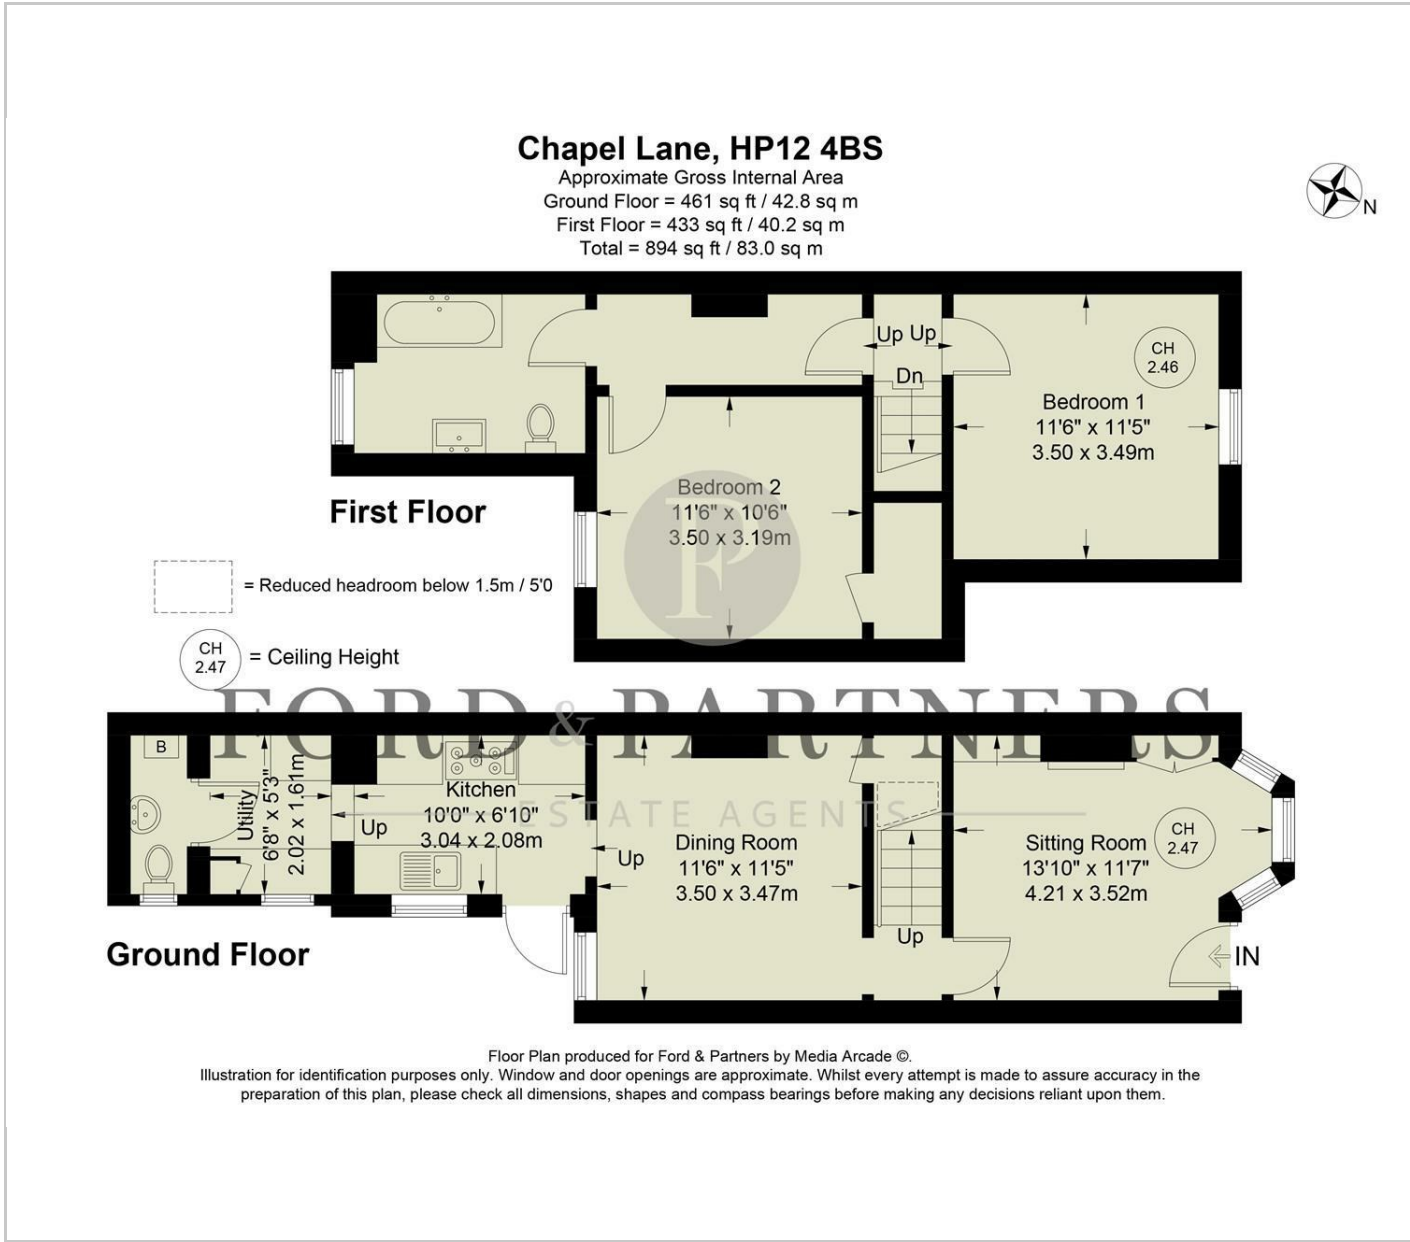 Chapel Lane, HP12 4BS
Approximate Gross Internal Area
Ground Floor = 461 sq ft / 42.8 sq m
First Floor = 433 sq ft / 40.2 sq m
Total = 894 sq ft / 83.0 sq m
N
Up Up
Dn
CH
2.46
Bedroom 1
11'6" x 11'5"
3.50 x 3.49m
Bedroom 2
11'6" x 10'6"
3.50 x 3.19m
First Floor
= Reduced headroom below 1.5m / 5'0
CH
2.47
= Ceiling Height
FP
FORD & PARTNERS
ESTATE AGENTS
B
Utility
6'8" x 5'3"
2.02 x 1.61m
Up
Kitchen
10'0" x 6'10"
3.04 x 2.08m
Up
Dining Room
11'6" x 11'5"
3.50 x 3.47m
Up
Sitting Room
13'10" x 11'7"
4.21 x 3.52m
CH
2.47
IN
Ground Floor
Floor Plan produced for Ford & Partners by Media Arcade ©.
Illustration for identification purposes only. Window and door openings are approximate. Whilst every attempt is made to assure accuracy in the
preparation of this plan, please check all dimensions, shapes and compass bearings before making any decisions reliant upon them.